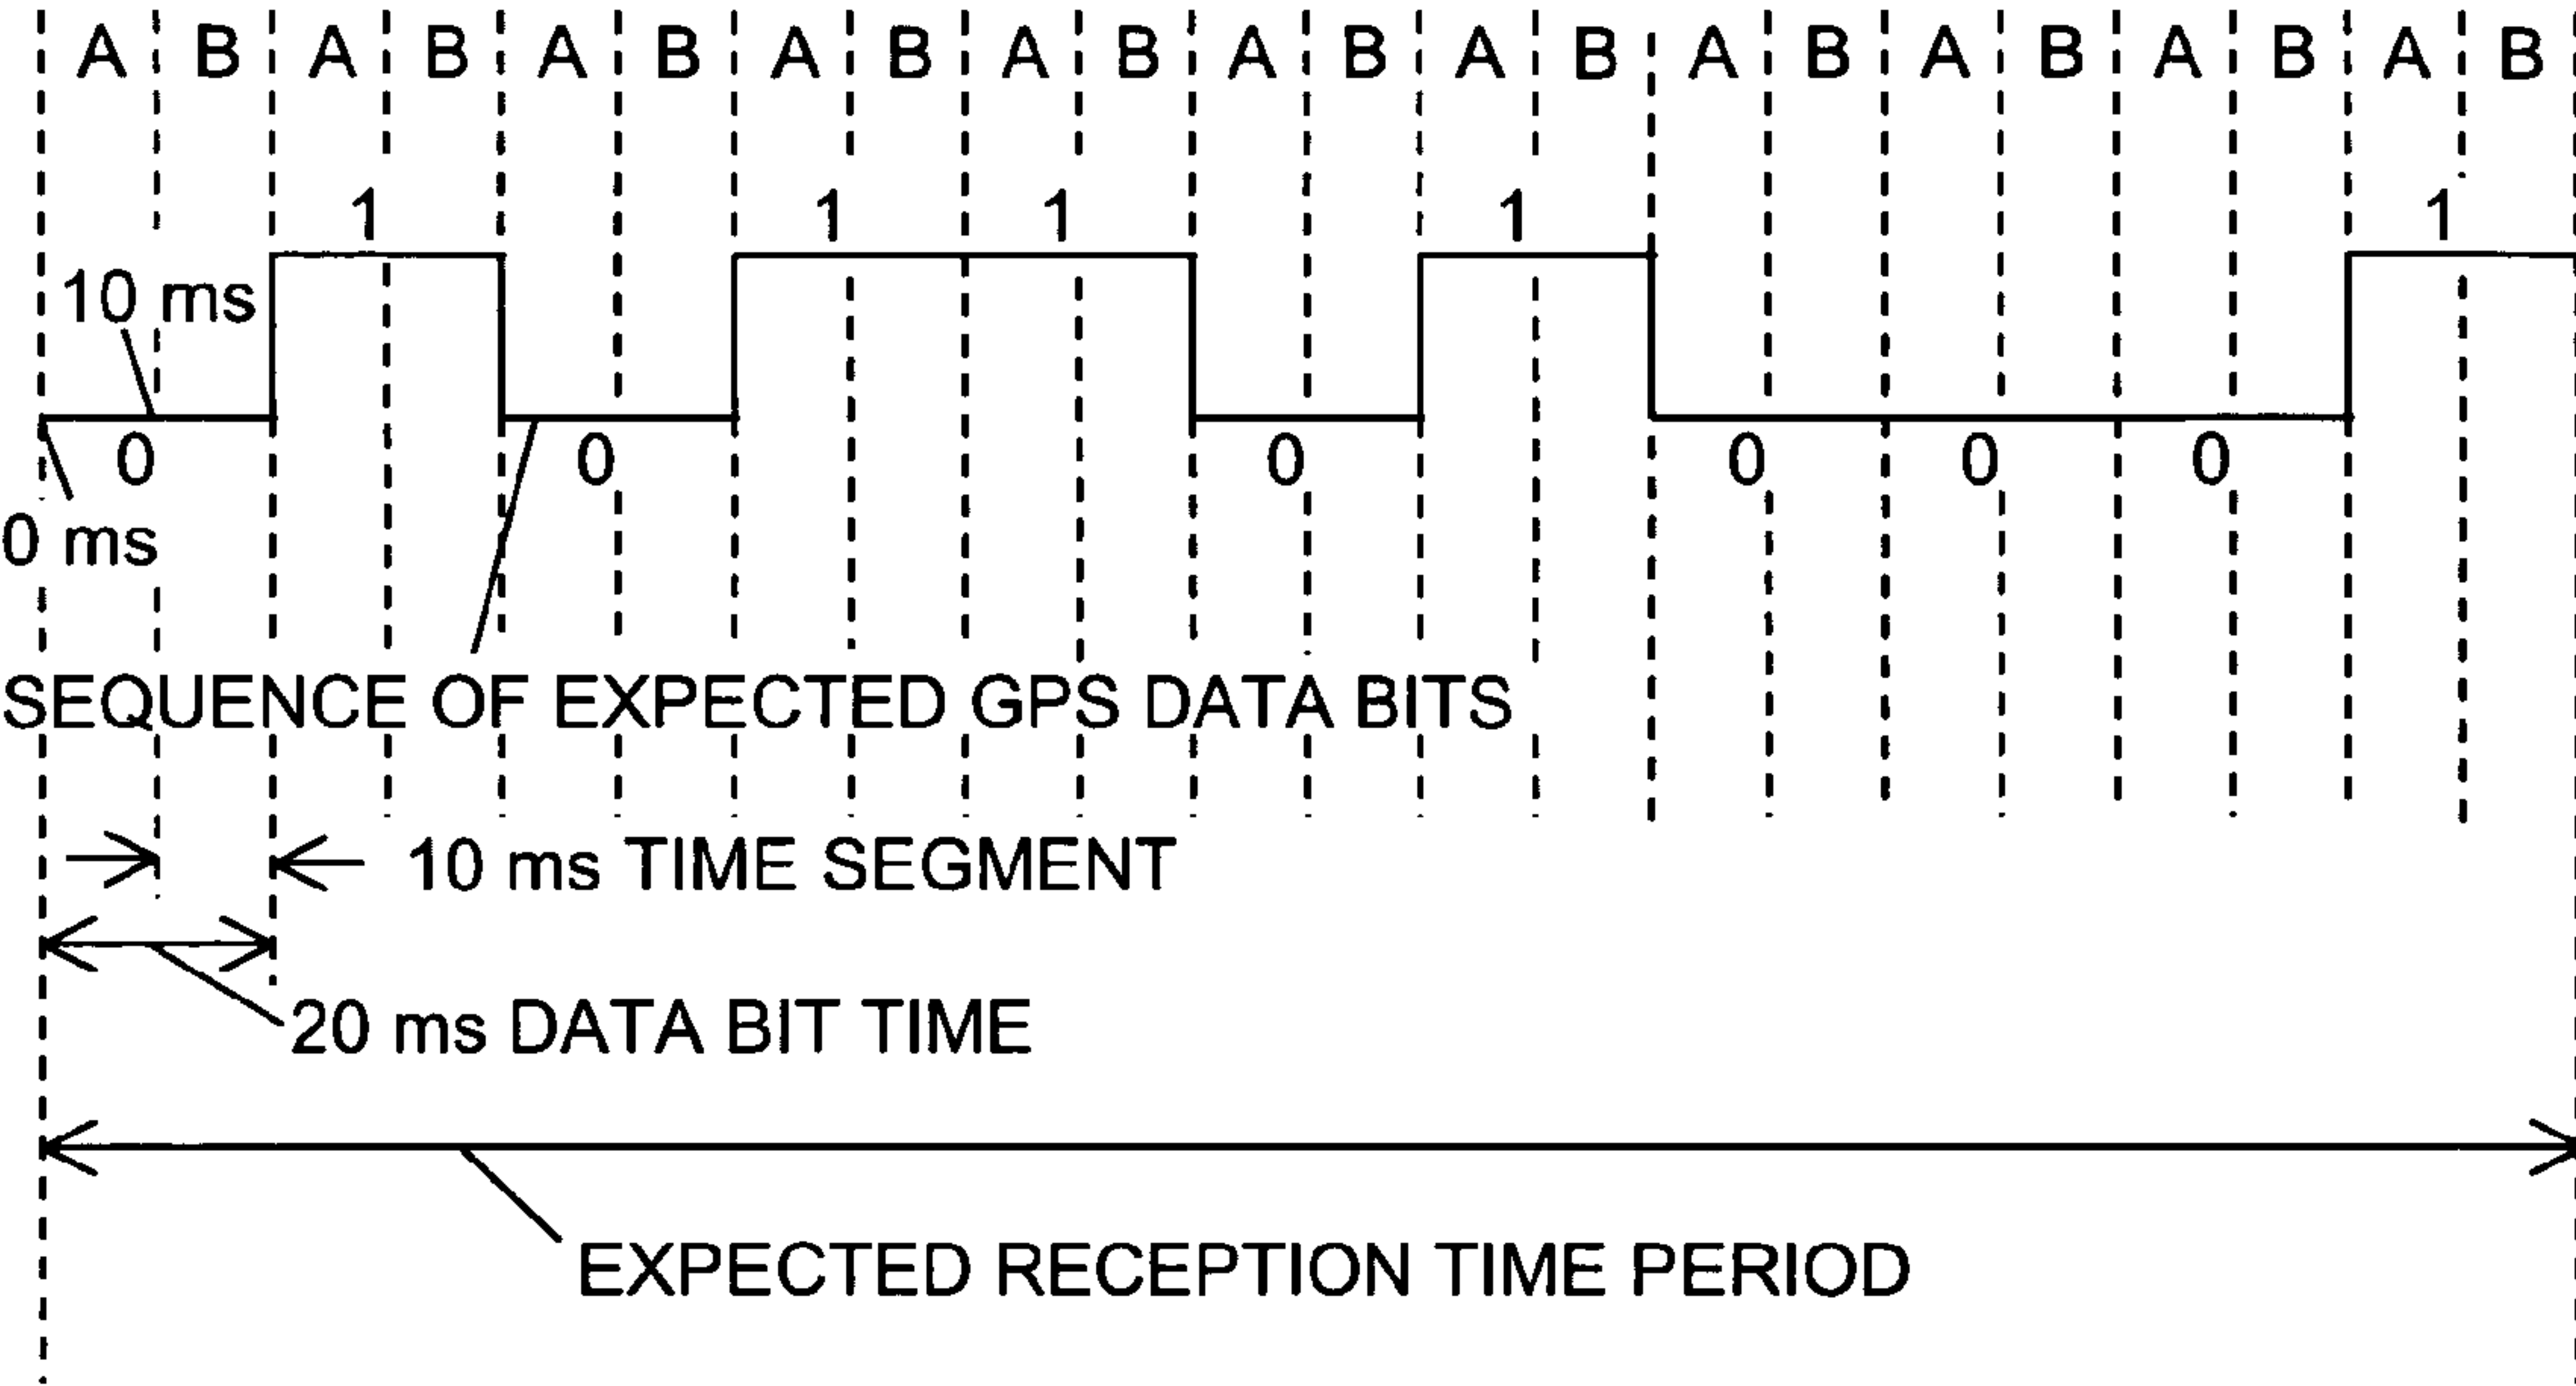 A B A B A B A B A B A B A B A B A B A B A B
1 1 1 1 1
10 ms
0 0 0 0 0 0
0 ms
SEQUENCE OF EXPECTED GPS DATA BITS
10 ms TIME SEGMENT
20 ms DATA BIT TIME
EXPECTED RECEPTION TIME PERIOD